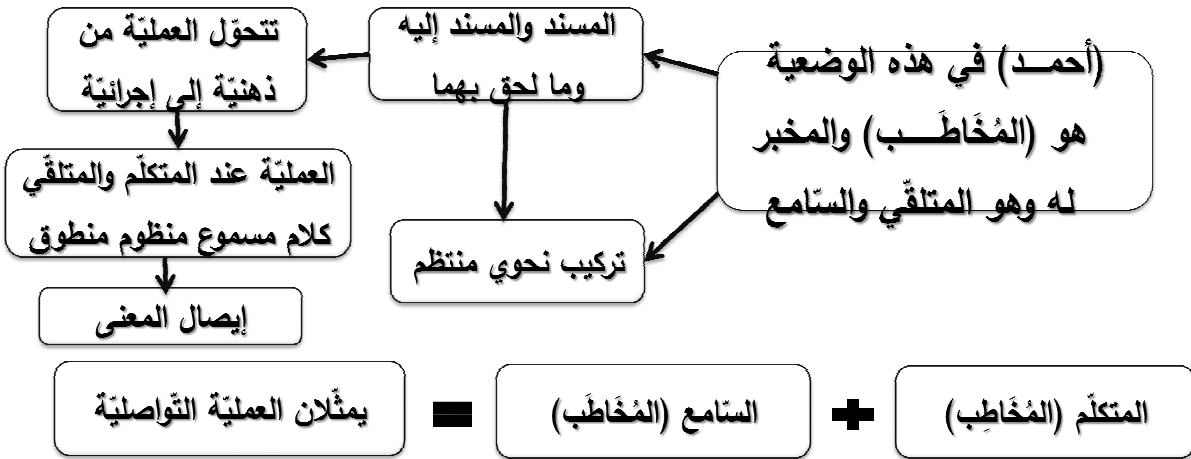 (أحمــد) في هذه الوضعية
هو (المُخَاطَــــب) والمخبر
له وهو المتلقّي والسّامع
المسند والمسند إليه
وما لحق بهما
تتحوّل العمليّة من
ذهنيّة إلى إجرائيّة
العمليّة عند المتكلّم والمتلقّي
كلام مسموع منظوم منطوق
تركيب نحوي منتظم
إيصال المعنى
المتكلّم (المُخَاطِب)
+
السّامع (المُخَاطَب)
=
يمثّلان العمليّة التّواصليّة